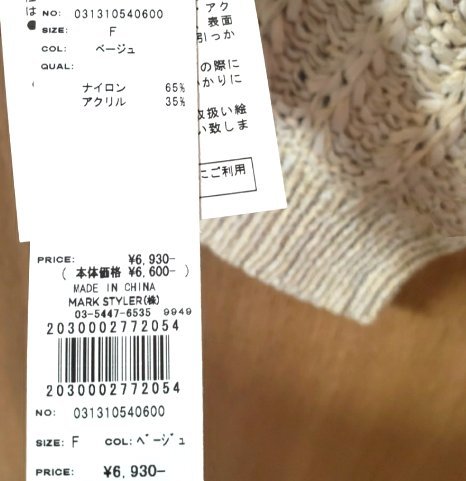 NO: 031310540600
SIZE: F
COL: ベージュ
QUAL:
ナイロン 65%
アクリル 35%
PRICE: ¥6,930-
( 本体価格 ¥6,600- )
MADE IN CHINA
MARK STYLER(株)
03-5447-6535 9949
2030002772054
2030002772054
NO: 031310540600
SIZE: F COL: ベージュ
PRICE: ¥6,930-
は
アク
表面
引っか
の際に
かりに
取扱い絵
い致しま
ご利用